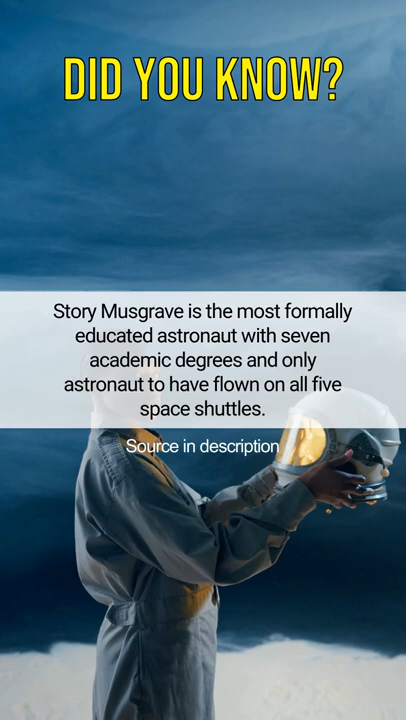 DID YOU KNOW?
Story Musgrave is the most formally
educated astronaut with seven
academic degrees and only
astronaut to have flown on all five
space shuttles.
Source in description